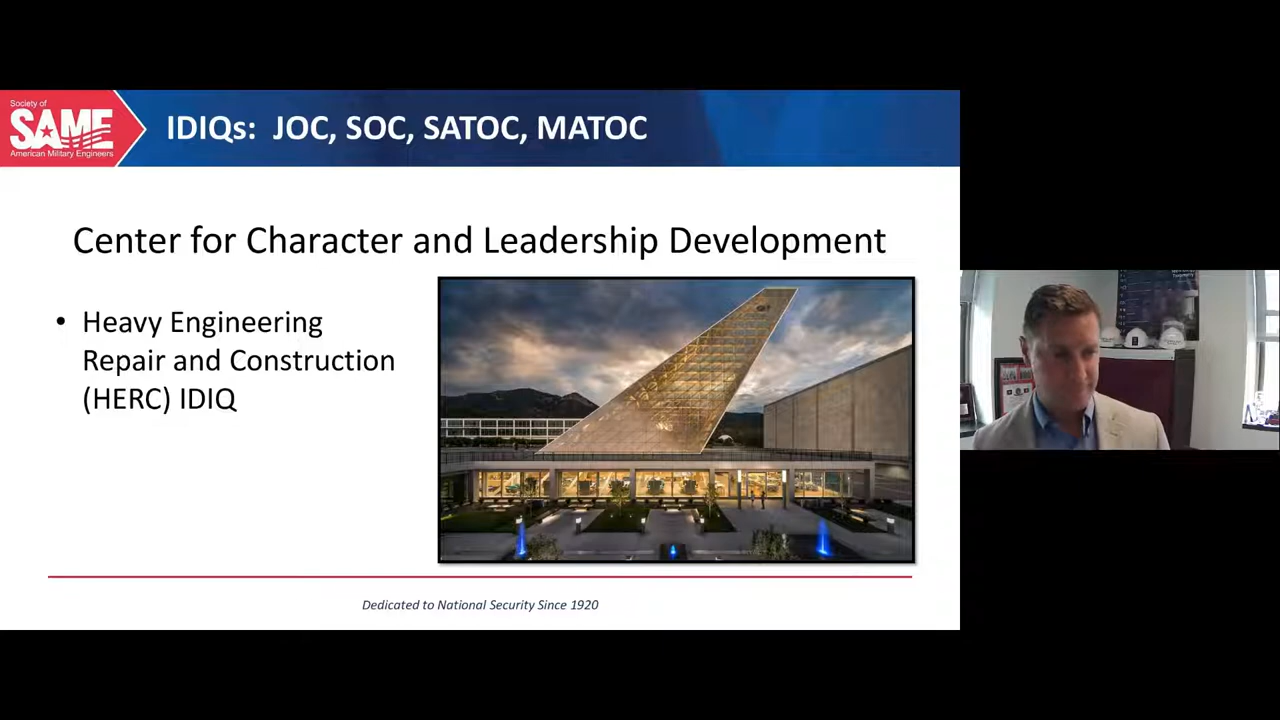 Society of
SAME
American Military Engineers
IDIQs: JOC, SOC, SATOC, MATOC
Center for Character and Leadership Development
• Heavy Engineering
Repair and Construction
(HERC) IDIQ
Dedicated to National Security Since 1920